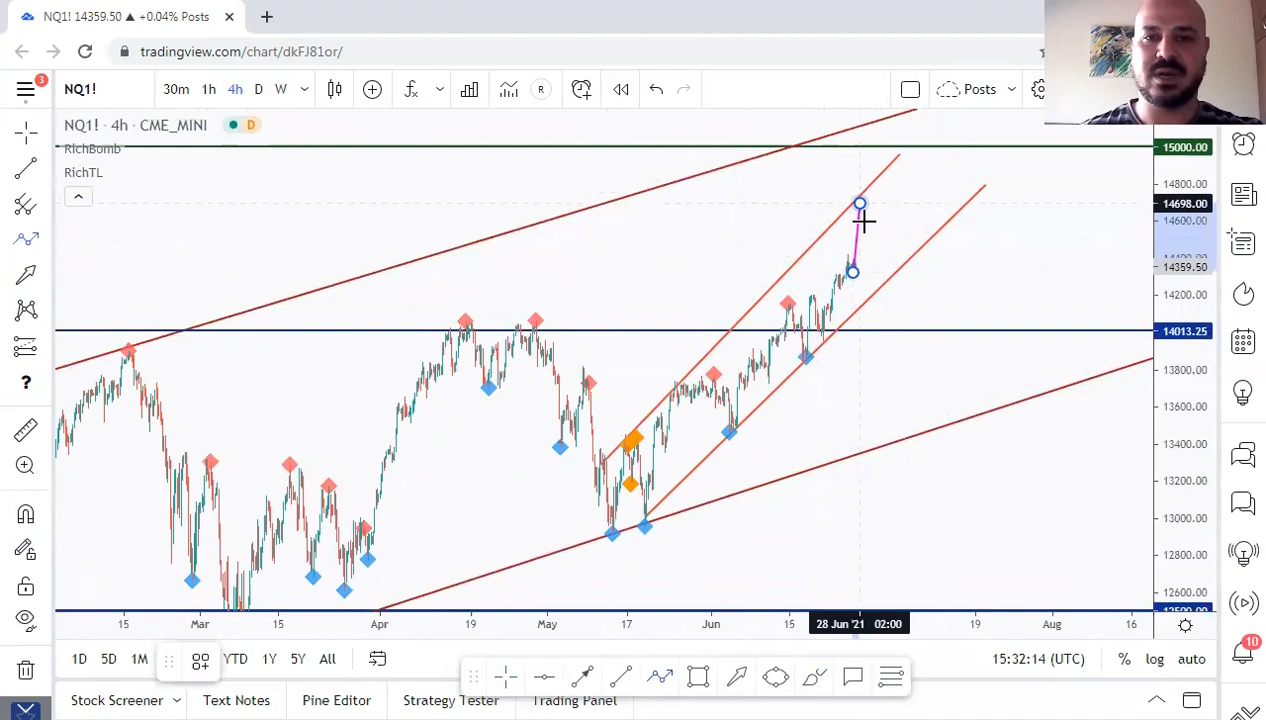 NQ1! 14359.50 ▲ +0.04% Posts
tradingview.com/chart/dkFJ81or/
3
NQ1!
30m 1h 4h D W
R
Posts
NQ1! · 4h · CME_MINI D
RichBomb
RichTL
15000.00
14800.00
14698.00
14600.00
14359.50
14200.00
14013.25
13800.00
13600.00
13400.00
13200.00
13000.00
12800.00
12600.00
15 Mar 15 Apr 19 May 17 Jun 15 28 Jun '21 02:00 19 Aug 16
1D 5D 1M YTD 1Y 5Y All
15:32:14 (UTC) % log auto
10
Stock Screener Text Notes Pine Editor Strategy Tester Trading Panel